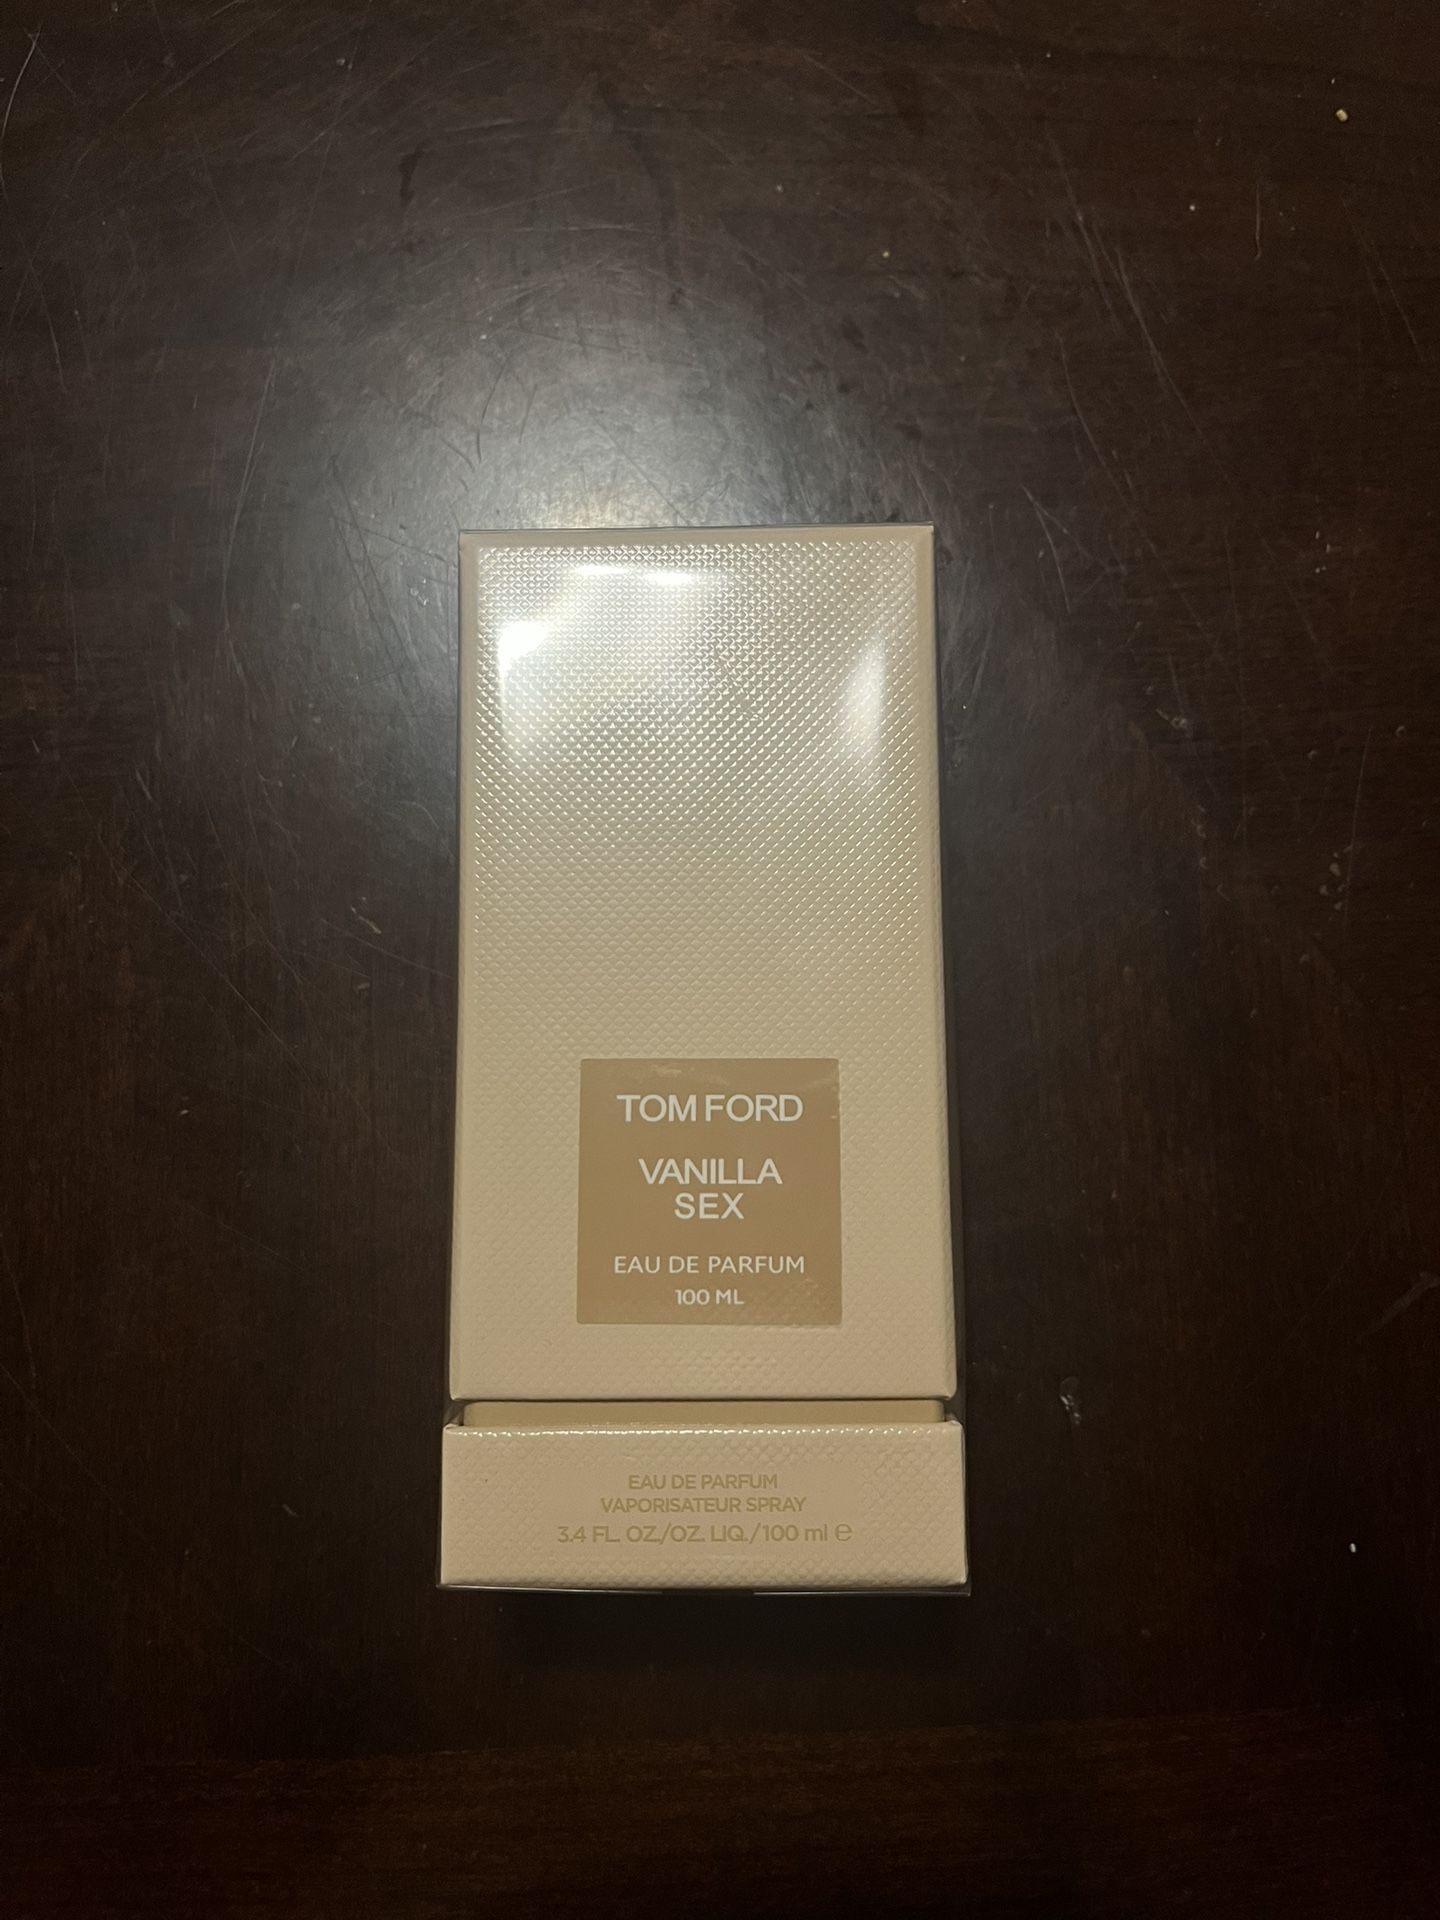 TOM FORD
VANILLA
SEX
EAU DE PARFUM
100 ML
EAU DE PARFUM
VAPORISATEUR SPRAY
3.4 FL. OZ./OZ. LIQ./100 ml ℮